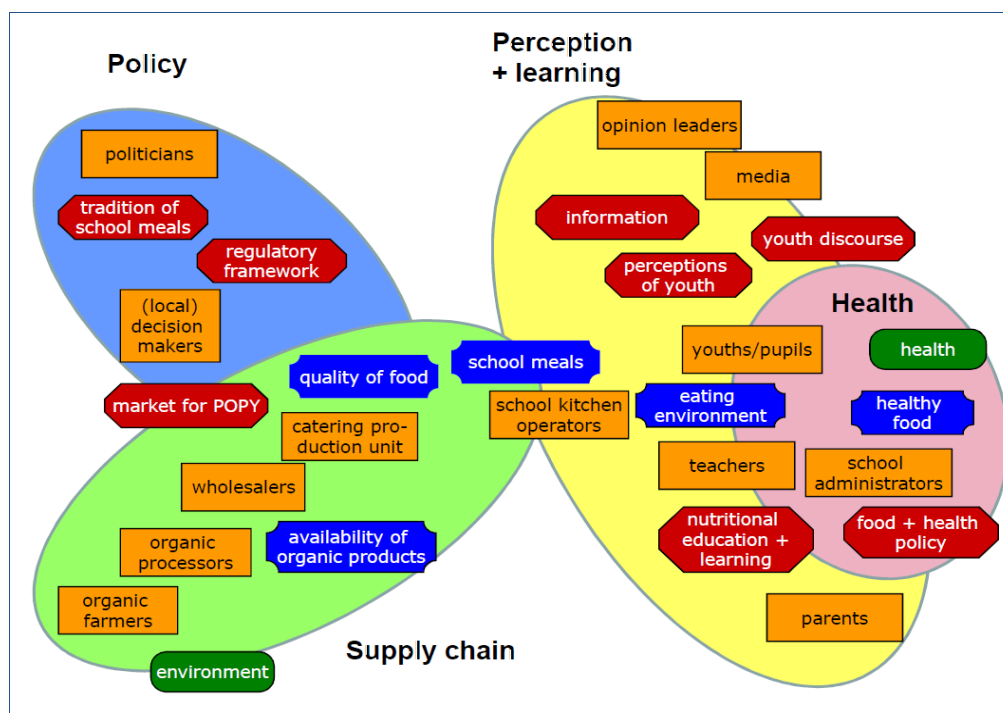 Policy
Perception
+ learning
politicians
tradition of
school meals
regulatory
framework
(local)
decision
makers
market for POPY
opinion leaders
media
information
youth discourse
perceptions
of youth
Health
youths/pupils
health
quality of food
school meals
eating
environment
healthy
food
catering pro-
duction unit
school kitchen
operators
wholesalers
teachers
school
administrators
organic
processors
availability of
organic products
nutritional
education +
learning
food + health
policy
organic
farmers
parents
Supply chain
environment